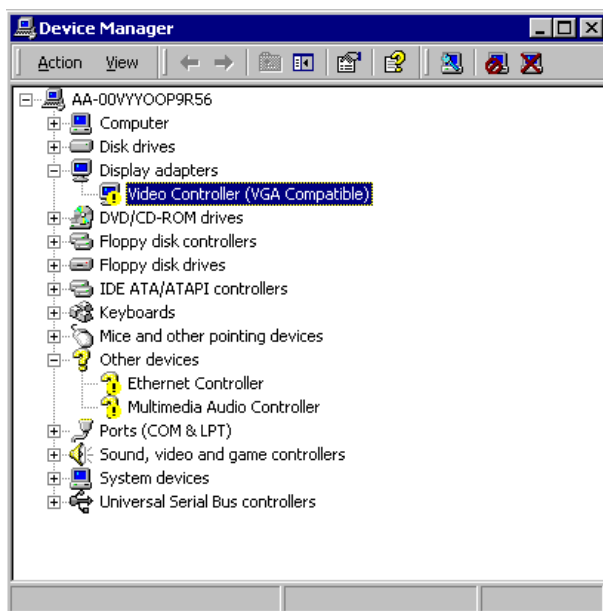 Device Manager
Action View
AA-00VYYOOP9R56
Computer
Disk drives
Display adapters
Video Controller (VGA Compatible)
DVD/CD-ROM drives
Floppy disk controllers
Floppy disk drives
IDE ATA/ATAPI controllers
Keyboards
Mice and other pointing devices
Other devices
Ethernet Controller
Multimedia Audio Controller
Ports (COM & LPT)
Sound, video and game controllers
System devices
Universal Serial Bus controllers